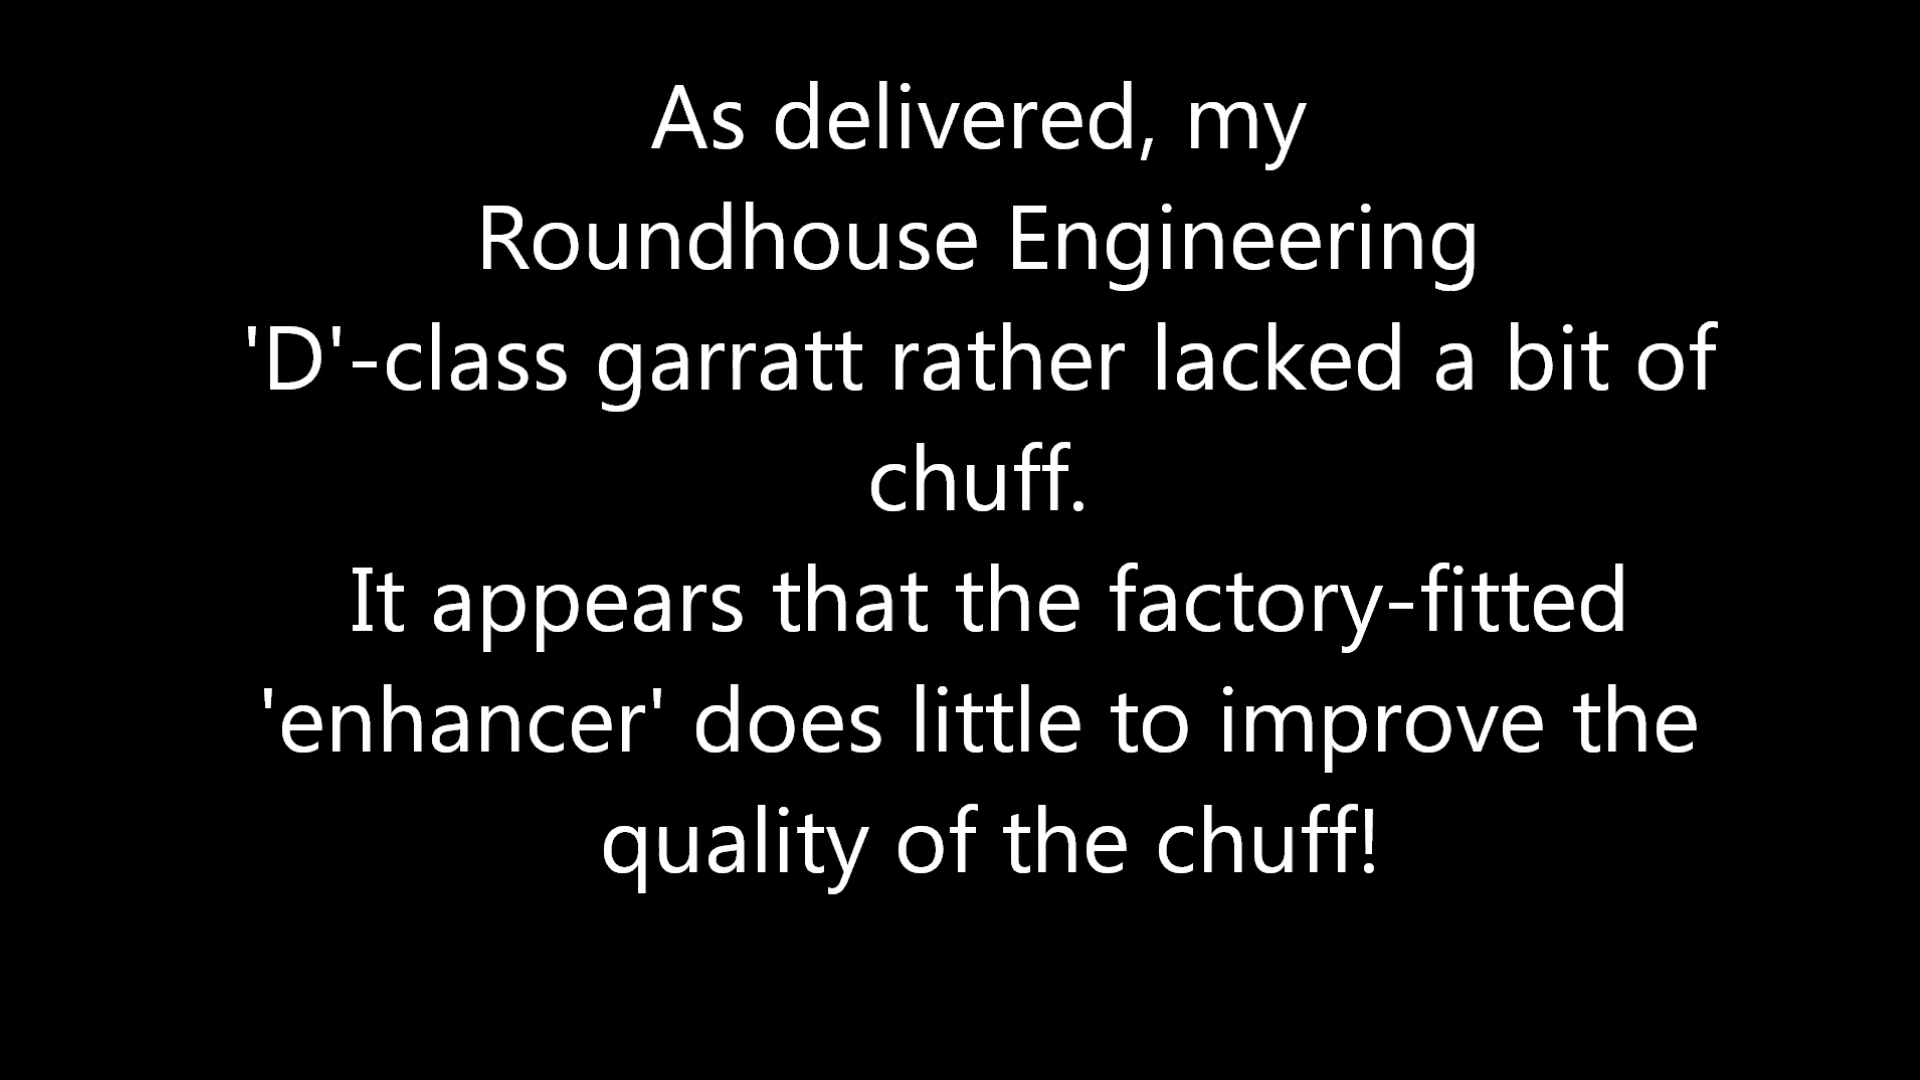 As delivered, my
Roundhouse Engineering
'D'-class garratt rather lacked a bit of
chuff.
It appears that the factory-fitted
'enhancer' does little to improve the
quality of the chuff!